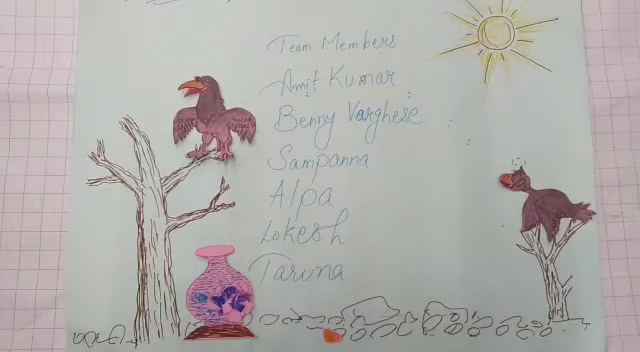 Team Members
Amit Kumar
Benny Varghese
Sampanna
Alpa
Lokesh
Taruna